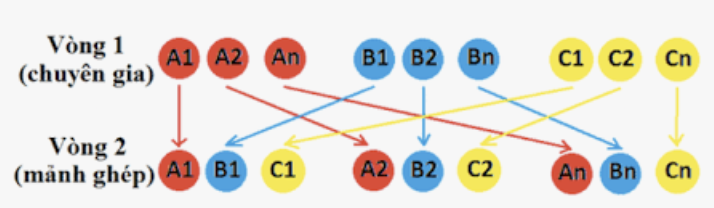 Vòng 1
(chuyên gia)
A1 A2 An B1 B2 Bn C1 C2 Cn
Vòng 2
(mảnh ghép)
A1 B1 C1 A2 B2 C2 An Bn Cn